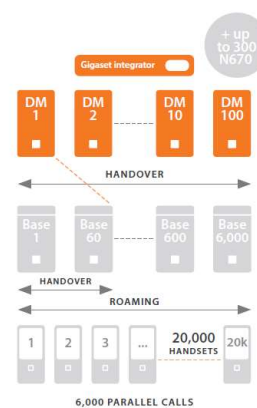 + up
to 300
N670
Gigaset integrator
DM
1
DM
2
DM
10
DM
100
HANDOVER
Base
1
Base
60
Base
600
Base
6,000
HANDOVER
ROAMING
1
2
3
...
20,000
HANDSETS
20k
6,000 PARALLEL CALLS